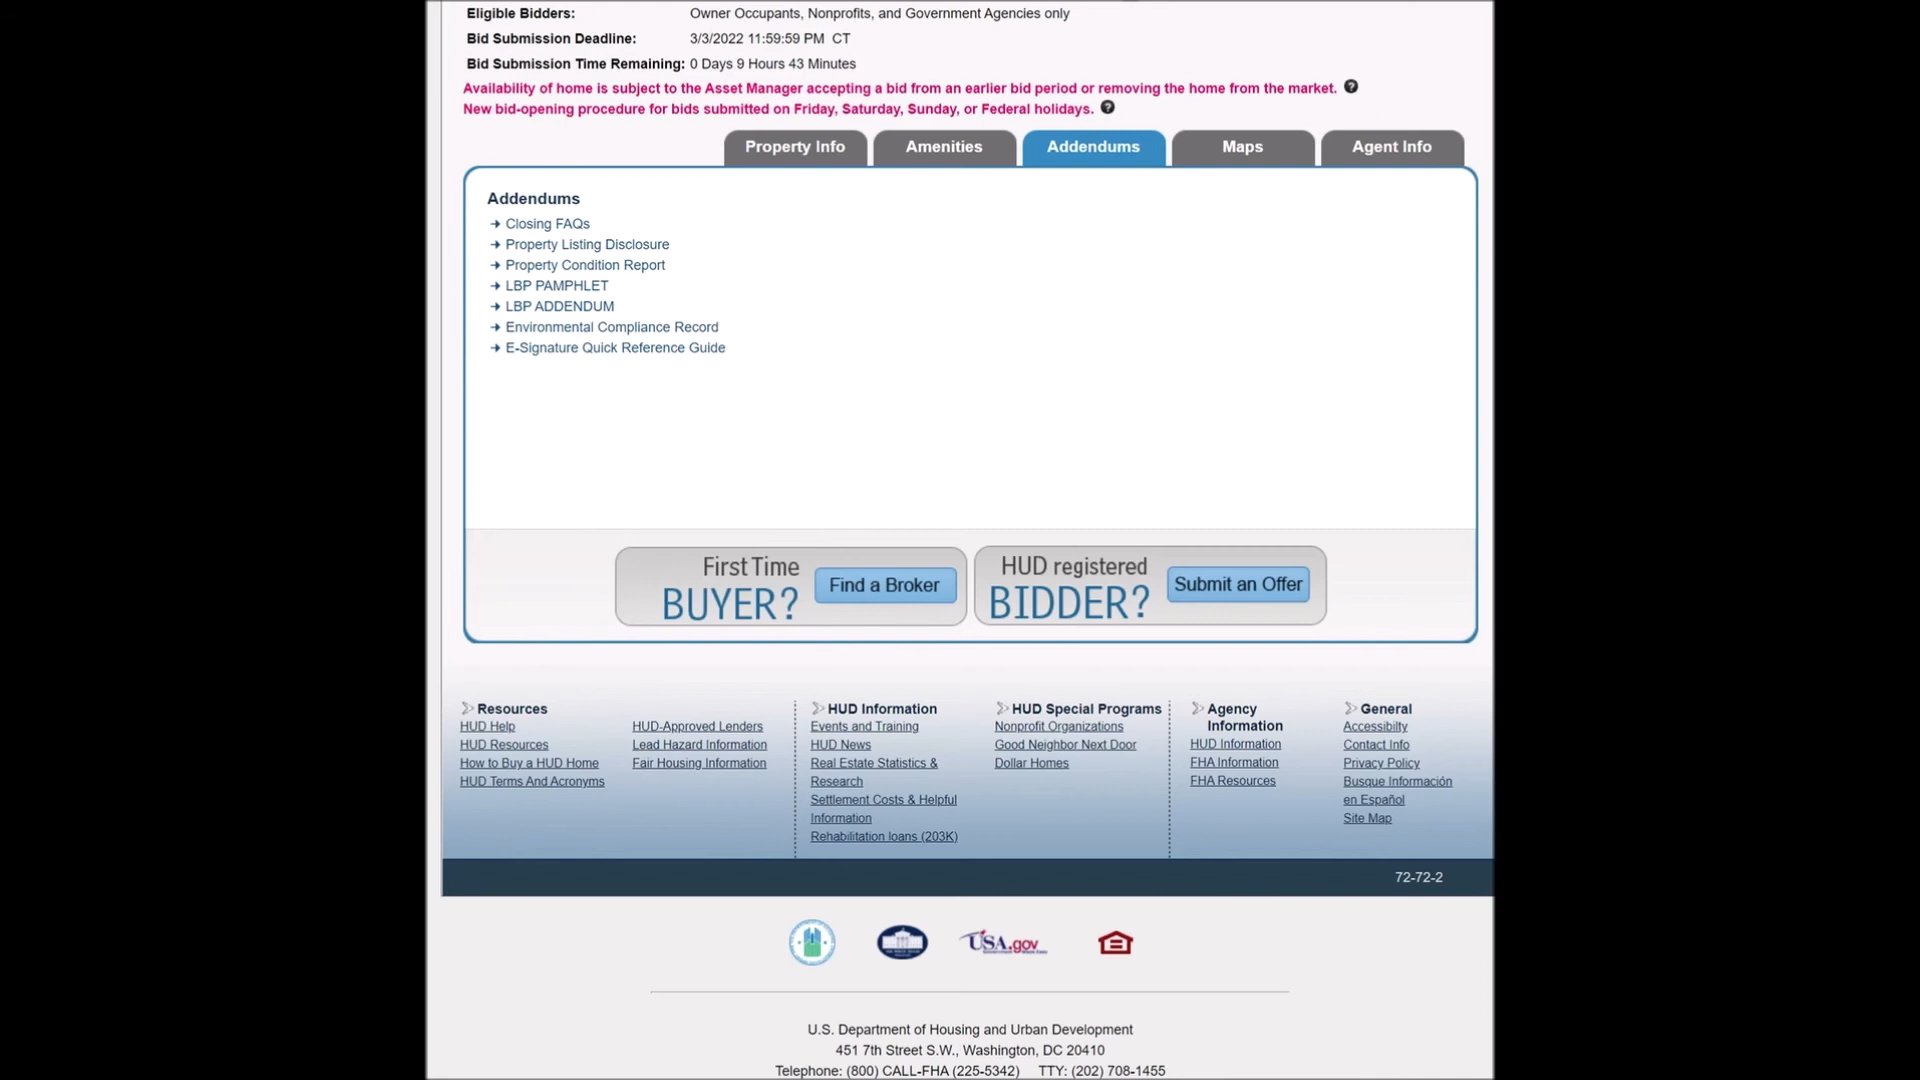 Eligible Bidders: Owner Occupants, Nonprofits, and Government Agencies only
Bid Submission Deadline: 3/3/2022 11:59:59 PM CT
Bid Submission Time Remaining: 0 Days 9 Hours 43 Minutes
Availability of home is subject to the Asset Manager accepting a bid from an earlier bid period or removing the home from the market. ?
New bid-opening procedure for bids submitted on Friday, Saturday, Sunday, or Federal holidays. ?
Property Info Amenities Addendums Maps Agent Info
Addendums
Closing FAQs
Property Listing Disclosure
Property Condition Report
LBP PAMPHLET
LBP ADDENDUM
Environmental Compliance Record
E-Signature Quick Reference Guide
First Time
BUYER?
Find a Broker
HUD registered
BIDDER?
Submit an Offer
Resources
HUD Help
HUD Resources
How to Buy a HUD Home
HUD Terms And Acronyms
HUD-Approved Lenders
Lead Hazard Information
Fair Housing Information
HUD Information
Events and Training
HUD News
Real Estate Statistics &
Research
Settlement Costs & Helpful
Information
Rehabilitation loans (203K)
HUD Special Programs
Nonprofit Organizations
Good Neighbor Next Door
Dollar Homes
Agency
Information
HUD Information
FHA Information
FHA Resources
General
Accessibilty
Contact Info
Privacy Policy
Busque Información
en Español
Site Map
72-72-2
USA.gov
U.S. Department of Housing and Urban Development
451 7th Street S.W., Washington, DC 20410
Telephone: (800) CALL-FHA (225-5342) TTY: (202) 708-1455